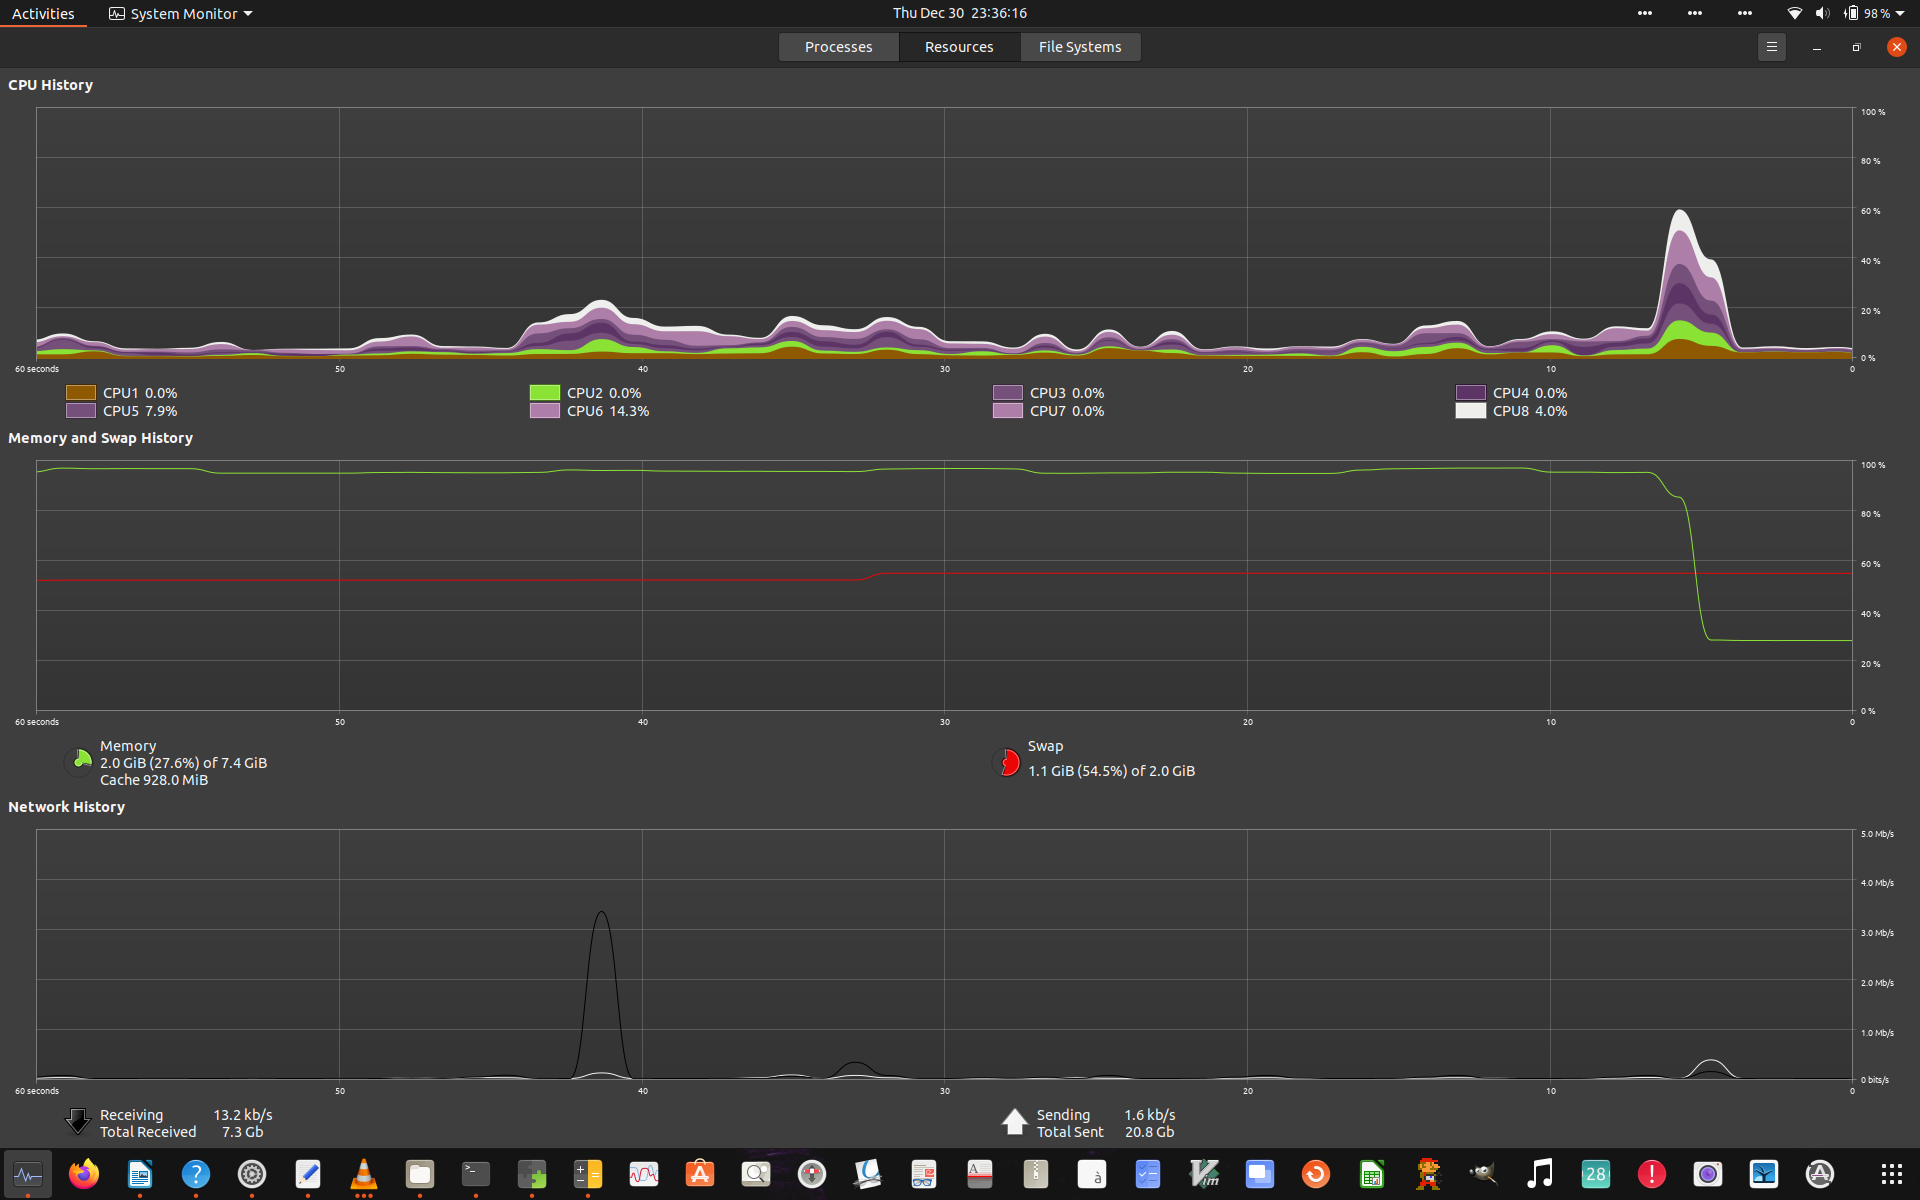 Activities
System Monitor
Thu Dec 30 23:36:16
98 %
Processes
Resources
File Systems
CPU History
100 %
80 %
60 %
40 %
20 %
0 %
60 seconds 50 40 30 20 10 0
CPU1 0.0% CPU2 0.0% CPU3 0.0% CPU4 0.0%
CPU5 7.9% CPU6 14.3% CPU7 0.0% CPU8 4.0%
Memory and Swap History
100 %
80 %
60 %
40 %
20 %
0 %
60 seconds 50 40 30 20 10 0
Memory
2.0 GiB (27.6%) of 7.4 GiB
Cache 928.0 MiB
Swap
1.1 GiB (54.5%) of 2.0 GiB
Network History
5.0 Mb/s
4.0 Mb/s
3.0 Mb/s
2.0 Mb/s
1.0 Mb/s
0 bits/s
60 seconds 50 40 30 20 10 0
Receiving 13.2 kb/s
Total Received 7.3 Gb
Sending 1.6 kb/s
Total Sent 20.8 Gb
28